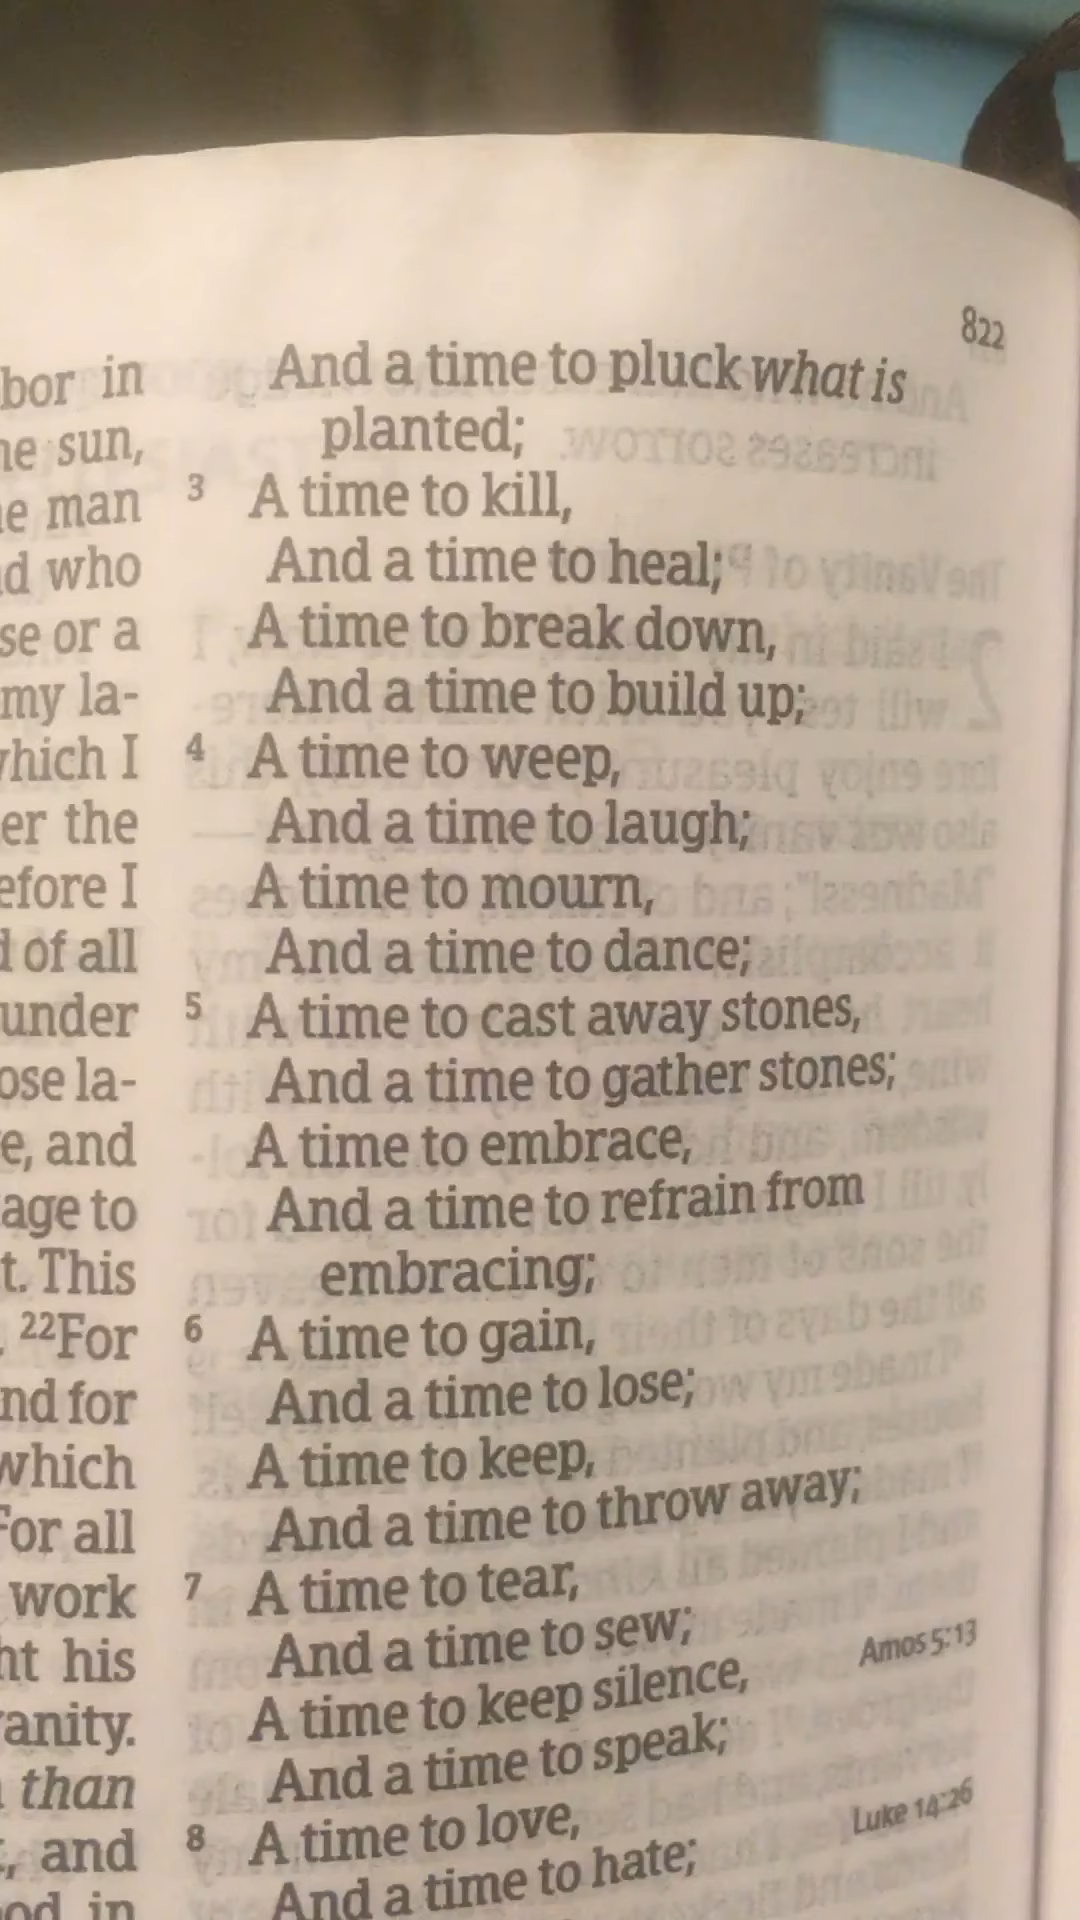 822
bor in
he sun,
e man
d who
se or a
my la-
which I
er the
efore I
d of all
under
ose la-
e, and
age to
t. This
. ²²For
nd for
which
For all
work
ht his
vanity.
than
, and
od in
And a time to pluck what is
planted;
3 A time to kill,
And a time to heal;
A time to break down,
And a time to build up;
4 A time to weep,
And a time to laugh;
A time to mourn,
And a time to dance;
5 A time to cast away stones,
And a time to gather stones;
A time to embrace,
And a time to refrain from
embracing;
6 A time to gain,
And a time to lose;
A time to keep,
And a time to throw away;
7 A time to tear,
And a time to sew;
A time to keep silence,
Amos 5:13
And a time to speak;
8 A time to love,
Luke 14:26
And a time to hate;